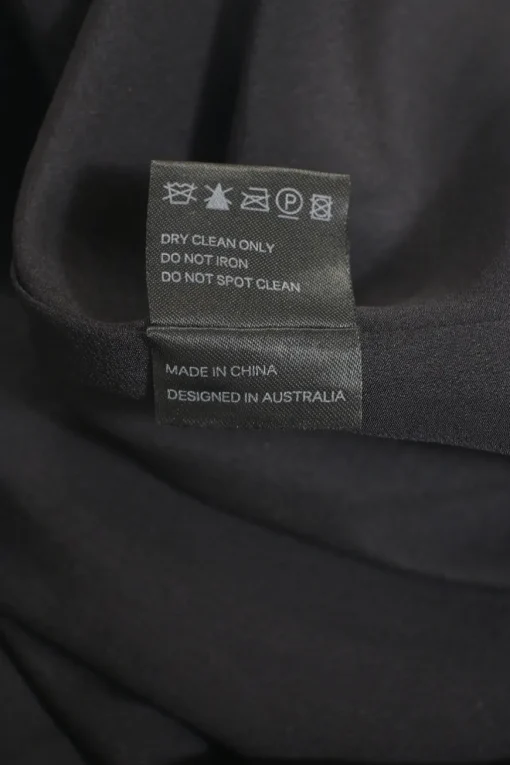 P
DRY CLEAN ONLY
DO NOT IRON
DO NOT SPOT CLEAN
MADE IN CHINA
DESIGNED IN AUSTRALIA